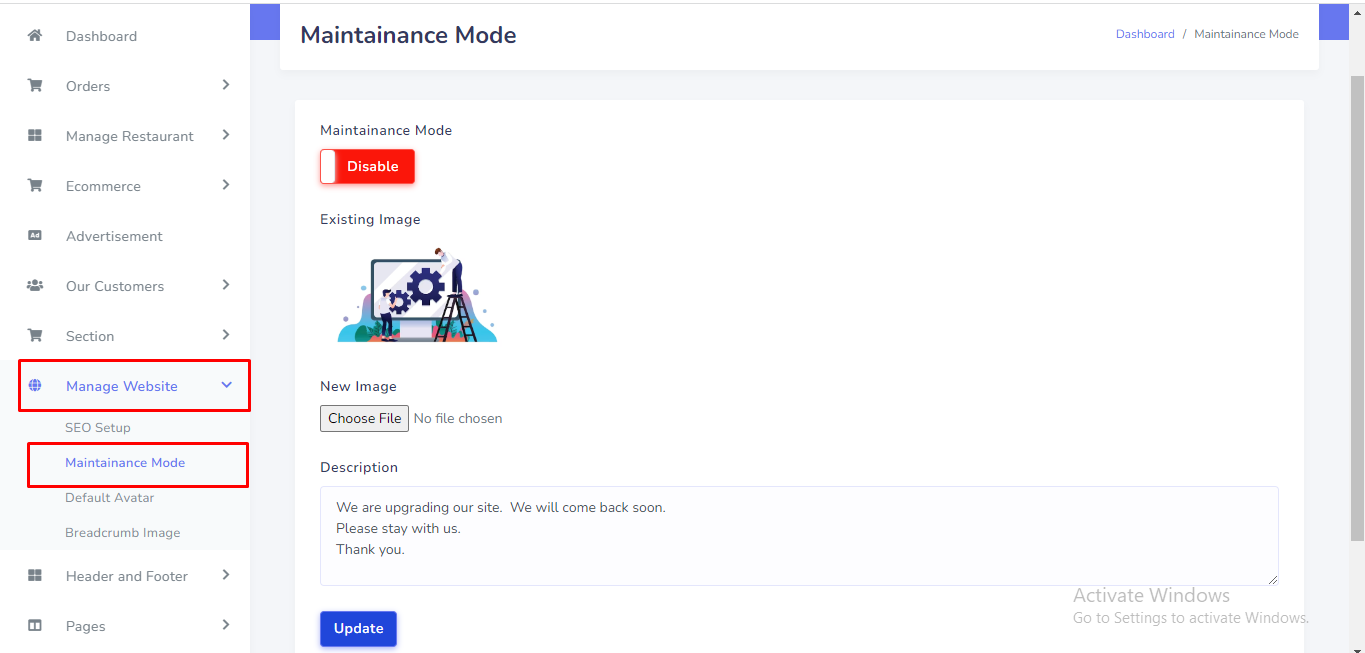 Dashboard
Orders
Manage Restaurant
Ecommerce
Ad Advertisement
Our Customers
Section
Manage Website
SEO Setup
Maintainance Mode
Default Avatar
Breadcrumb Image
Header and Footer
Pages
Maintainance Mode
Dashboard / Maintainance Mode
Maintainance Mode
Disable
Existing Image
New Image
Choose File No file chosen
Description
We are upgrading our site.  We will come back soon.
Please stay with us.
Thank you.
Update
Activate Windows
Go to Settings to activate Windows.